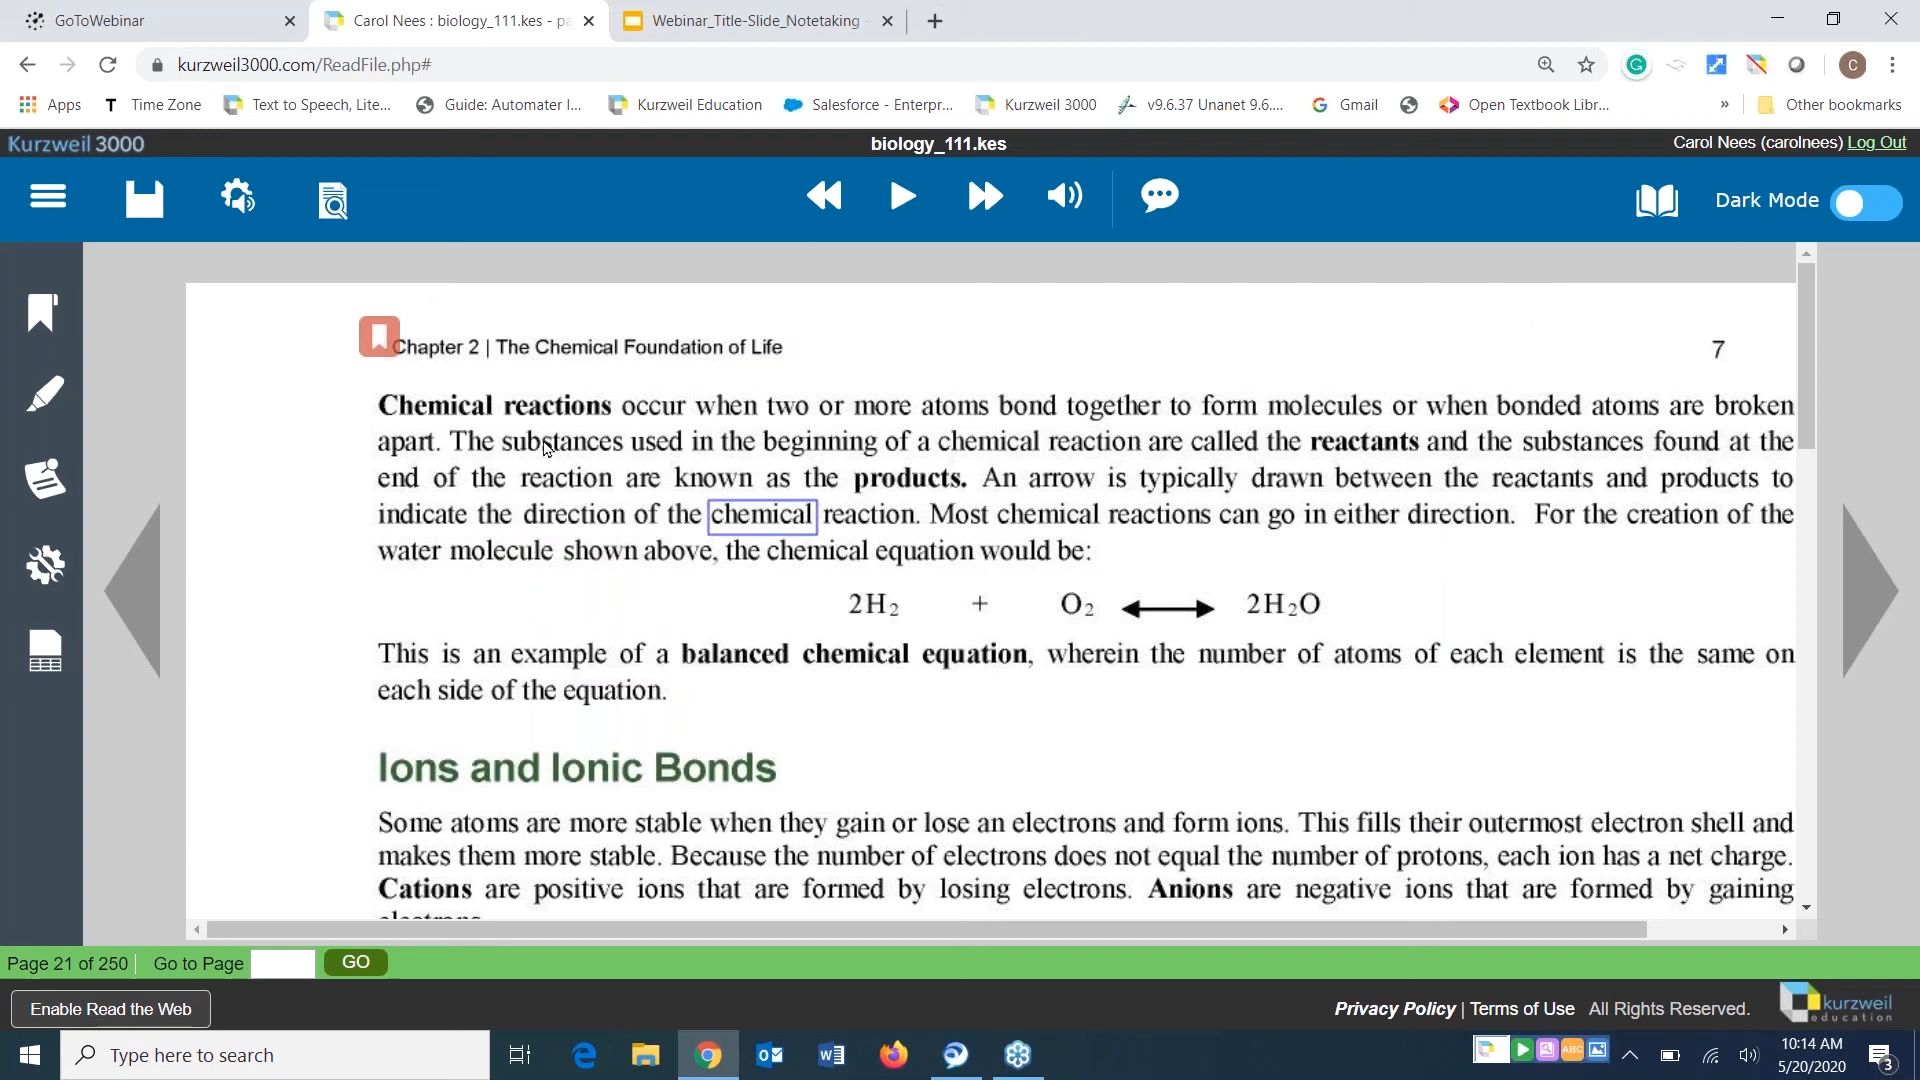 GoToWebinar
Carol Nees : biology_111.kes - pa
Webinar_Title-Slide_Notetaking -
kurzweil3000.com/ReadFile.php#
C
Apps
T Time Zone
Text to Speech, Lite...
Guide: Automater I...
Kurzweil Education
Salesforce - Enterpr...
Kurzweil 3000
v9.6.37 Unanet 9.6....
Gmail
Open Textbook Libr...
»
Other bookmarks
Kurzweil 3000
biology_111.kes
Carol Nees (carolnees) Log Out
Dark Mode
Chapter 2 | The Chemical Foundation of Life
7
Chemical reactions occur when two or more atoms bond together to form molecules or when bonded atoms are broken
apart. The substances used in the beginning of a chemical reaction are called the reactants and the substances found at the
end of the reaction are known as the products. An arrow is typically drawn between the reactants and products to
indicate the direction of the chemical reaction. Most chemical reactions can go in either direction. For the creation of the
water molecule shown above, the chemical equation would be:
2H₂ + O₂ ⟷ 2H₂O
This is an example of a balanced chemical equation, wherein the number of atoms of each element is the same on
each side of the equation.
Ions and Ionic Bonds
Some atoms are more stable when they gain or lose an electrons and form ions. This fills their outermost electron shell and
makes them more stable. Because the number of electrons does not equal the number of protons, each ion has a net charge.
Cations are positive ions that are formed by losing electrons. Anions are negative ions that are formed by gaining
Page 21 of 250
Go to Page
GO
Enable Read the Web
Privacy Policy | Terms of Use All Rights Reserved.
kurzweil
education
Type here to search
ABC
10:14 AM
5/20/2020
3